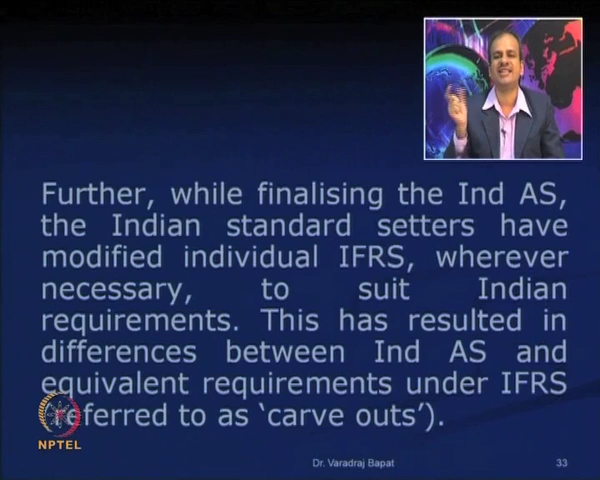 Further, while finalising the Ind AS,
the Indian standard setters have
modified individual IFRS, wherever
necessary, to suit Indian
requirements. This has resulted in
differences between Ind AS and
equivalent requirements under IFRS
referred to as ‘carve outs’).
NPTEL
Dr. Varadraj Bapat
33